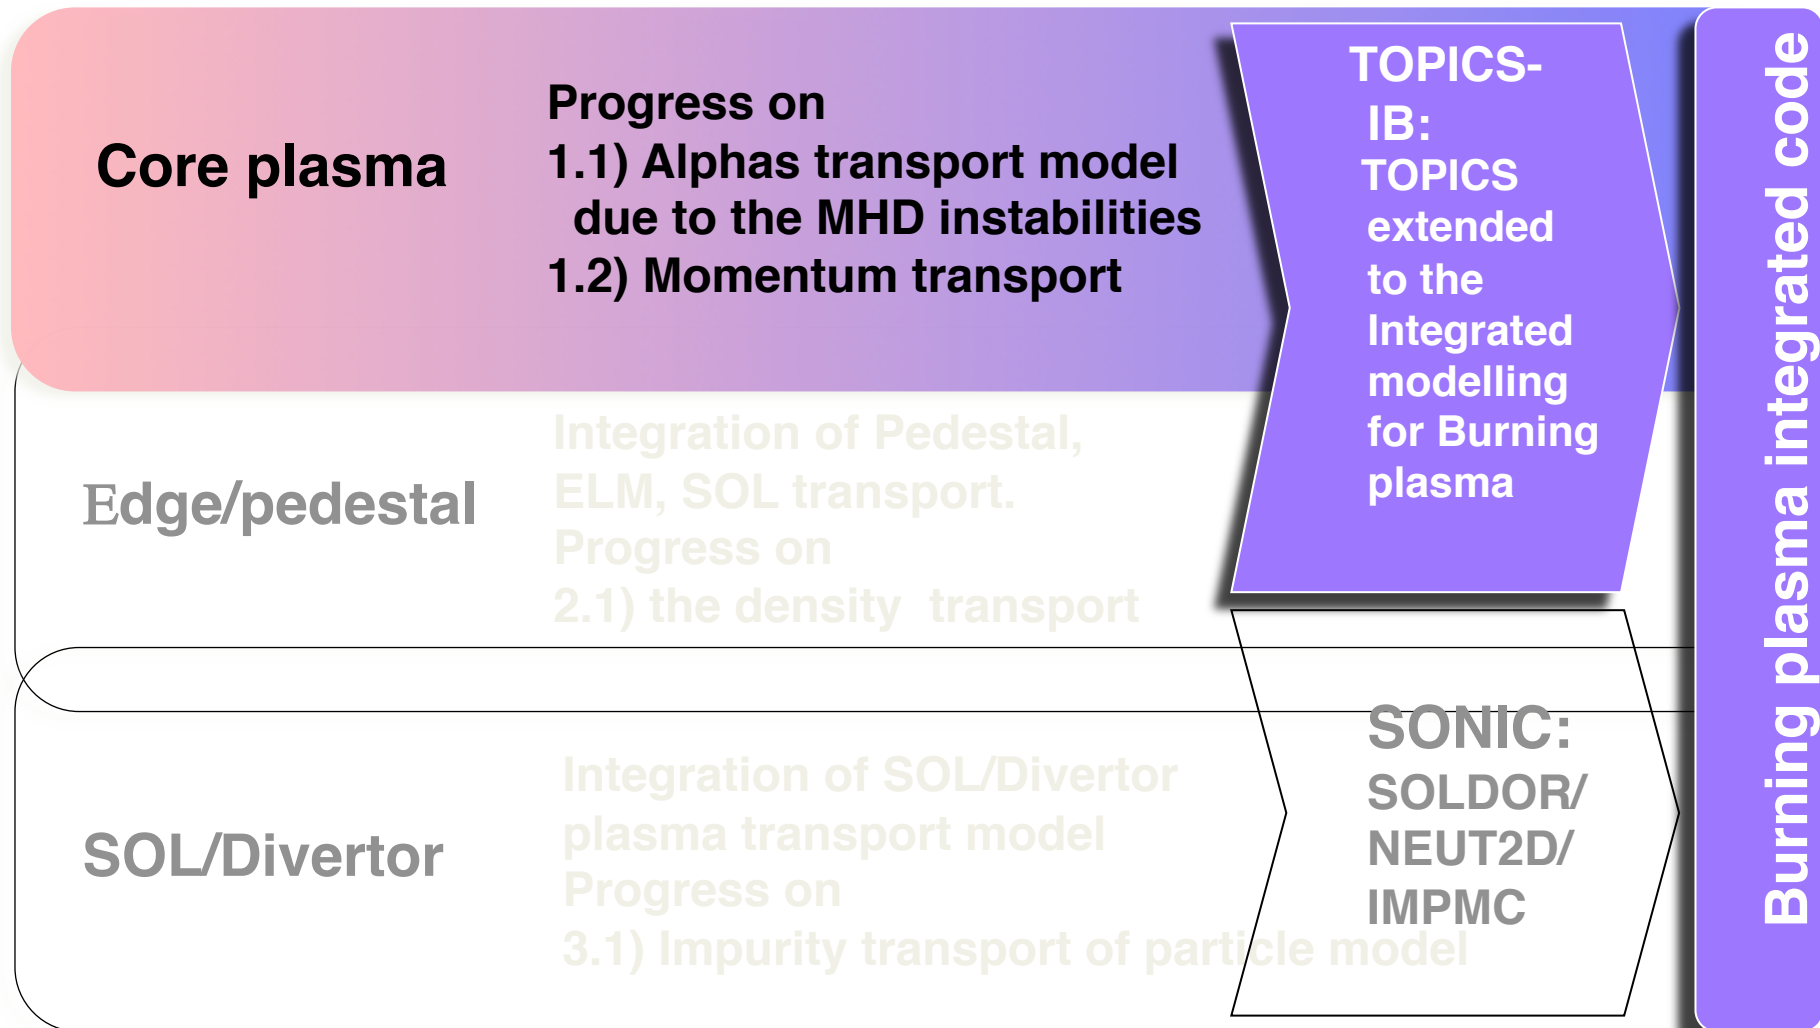 Core plasma
Progress on
1.1) Alphas transport model
due to the MHD instabilities
1.2) Momentum transport
TOPICS-
IB:
TOPICS
extended
to the
Integrated
modelling
for Burning
plasma
Edge/pedestal
Integration of Pedestal,
ELM, SOL transport.
Progress on
2.1) the density transport
SOL/Divertor
Integration of SOL/Divertor
plasma transport model
Progress on
3.1) Impurity transport of particle model
SONIC:
SOLDOR/
NEUT2D/
IMPMC
Burning plasma integrated code